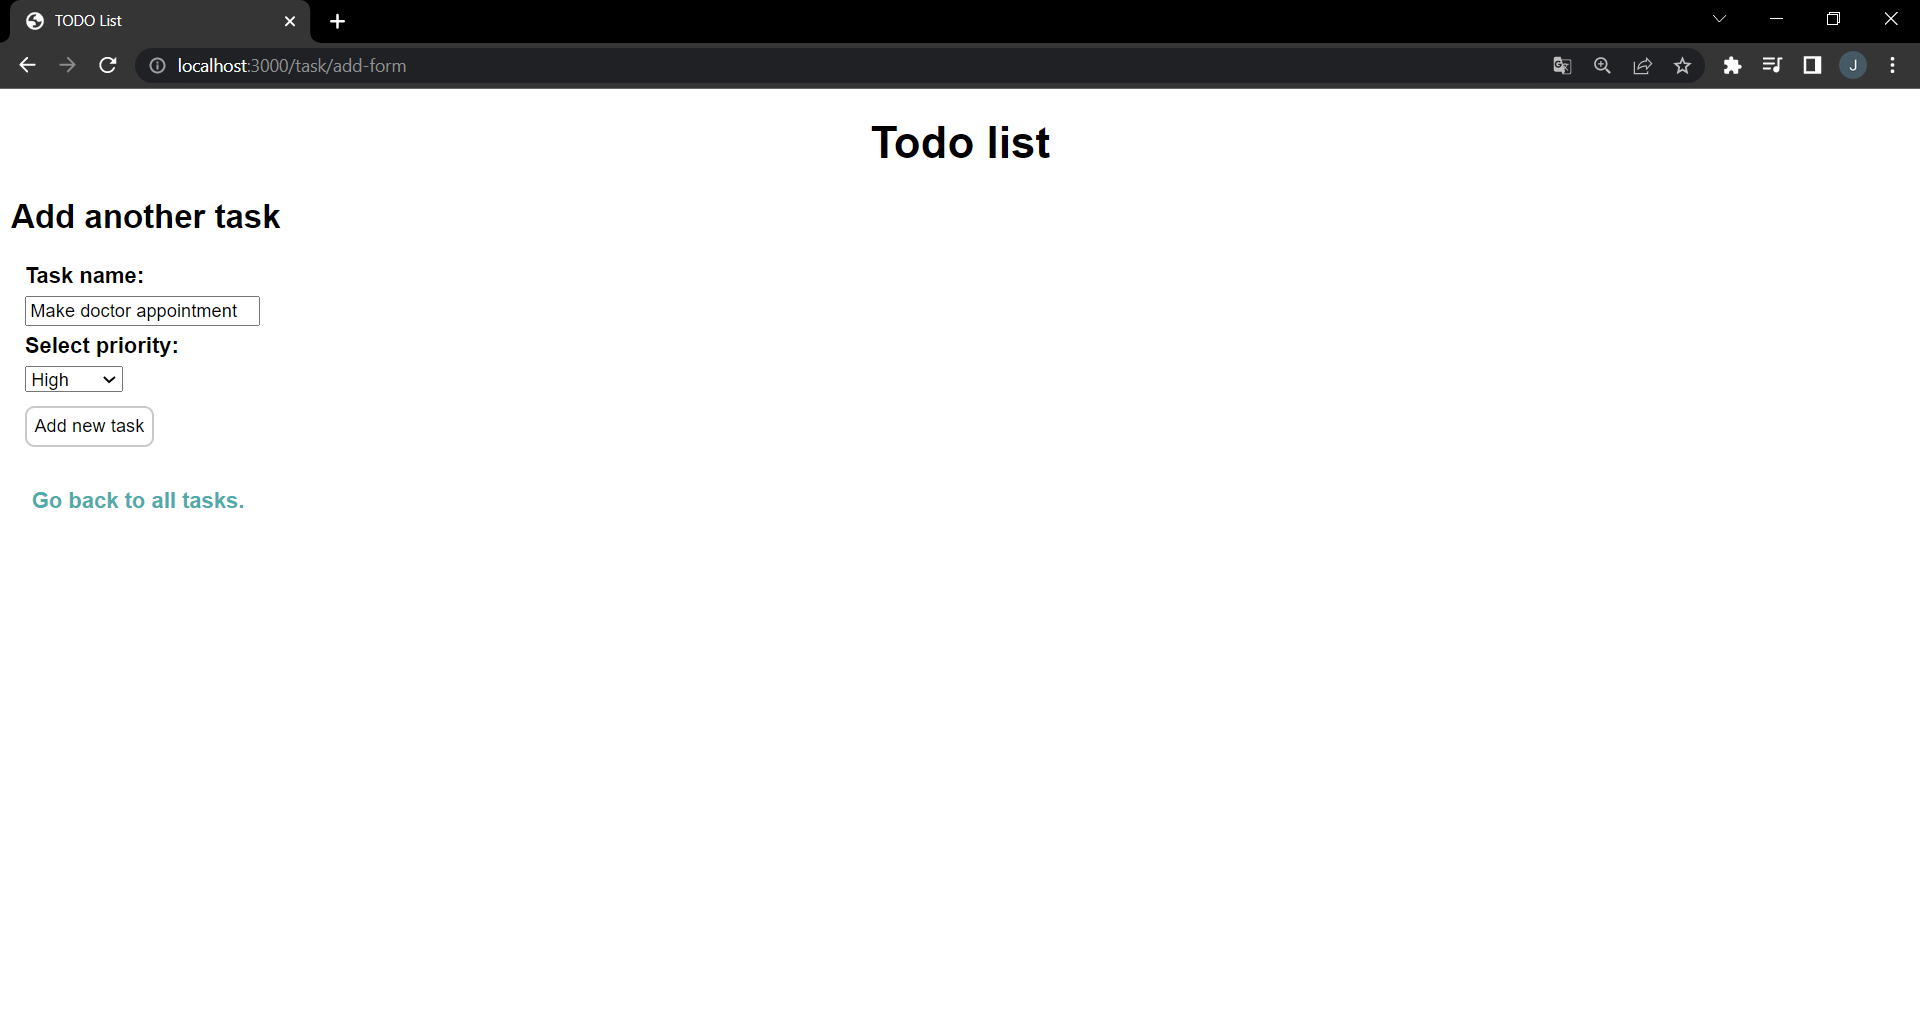 TODO List
localhost:3000/task/add-form
J
Todo list
Add another task
Task name:
Make doctor appointment
Select priority:
High
Add new task
Go back to all tasks.